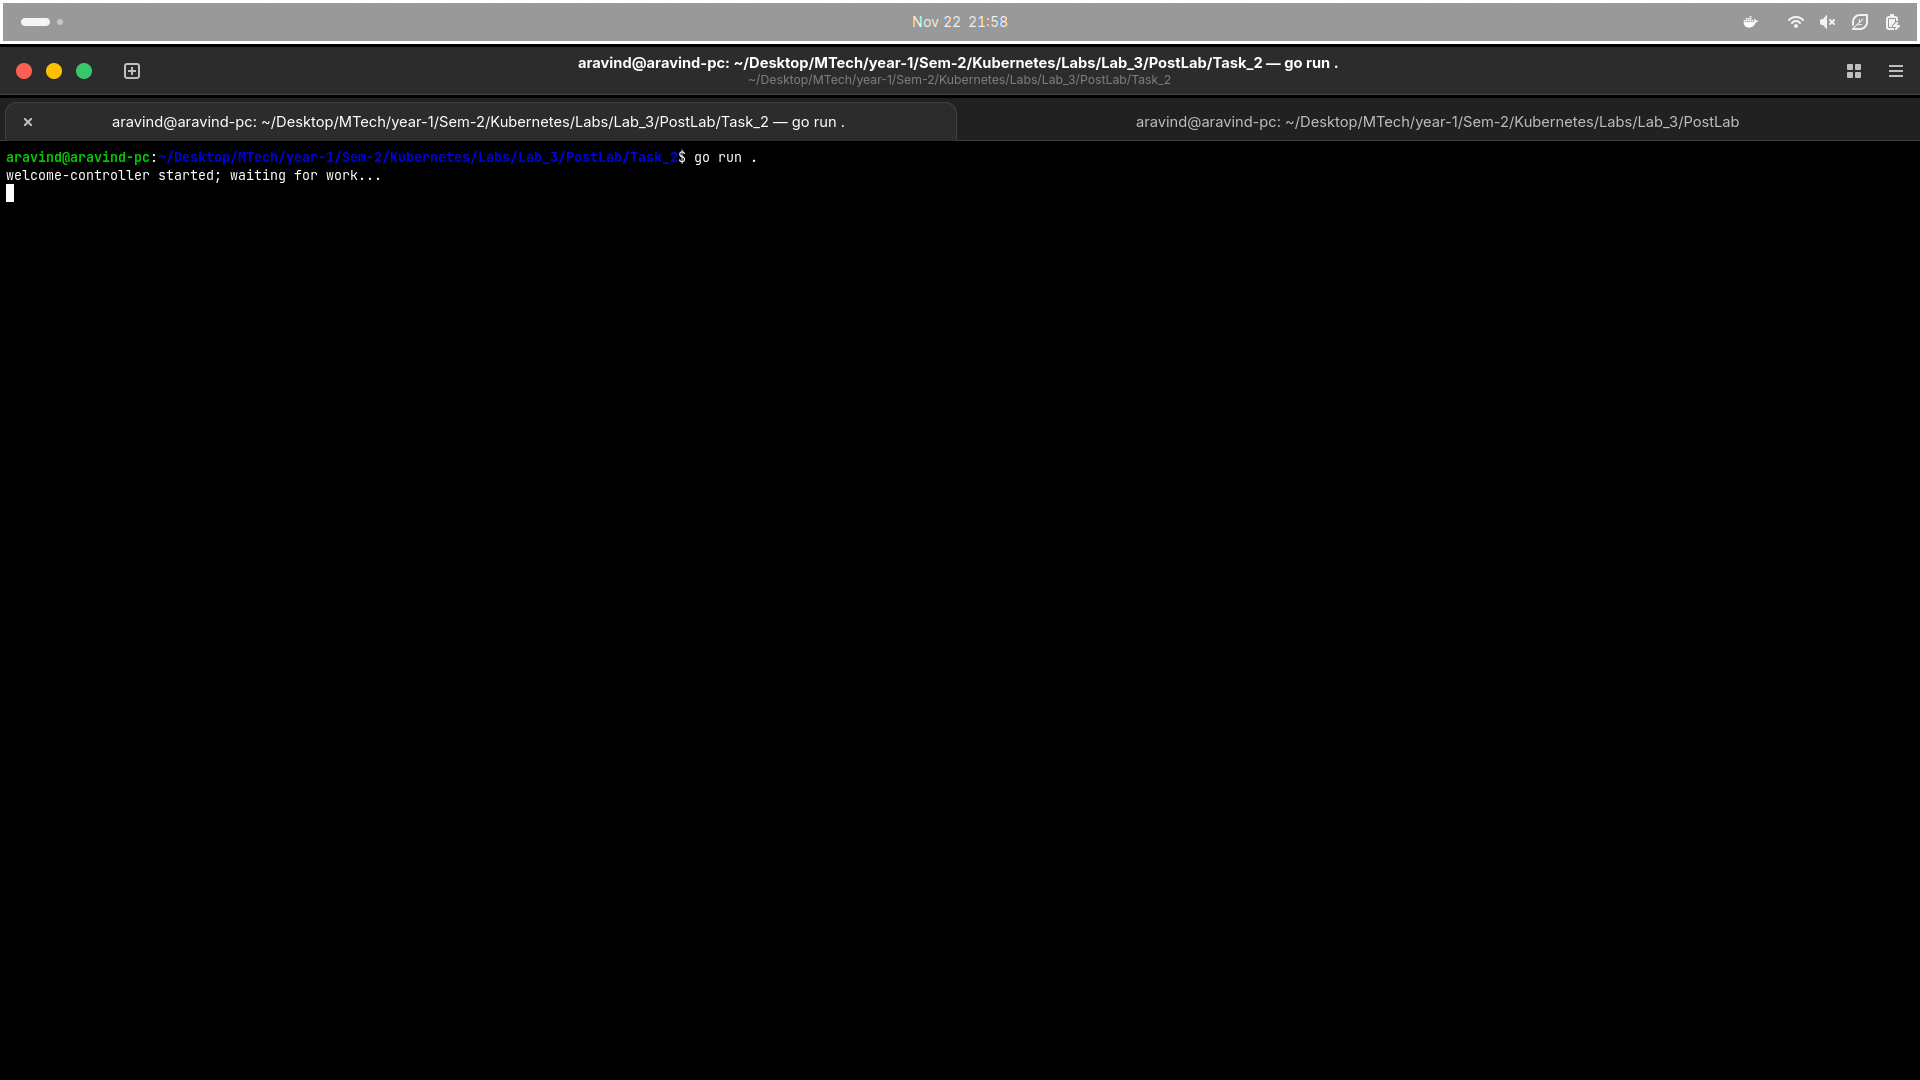 Nov 22 21:58
aravind@aravind-pc: ~/Desktop/MTech/year-1/Sem-2/Kubernetes/Labs/Lab_3/PostLab/Task_2 — go run .
~/Desktop/MTech/year-1/Sem-2/Kubernetes/Labs/Lab_3/PostLab/Task_2
aravind@aravind-pc: ~/Desktop/MTech/year-1/Sem-2/Kubernetes/Labs/Lab_3/PostLab/Task_2 — go run .
aravind@aravind-pc: ~/Desktop/MTech/year-1/Sem-2/Kubernetes/Labs/Lab_3/PostLab
aravind@aravind-pc:~/Desktop/MTech/year-1/Sem-2/Kubernetes/Labs/Lab_3/PostLab/Task_2$ go run .
welcome-controller started; waiting for work...